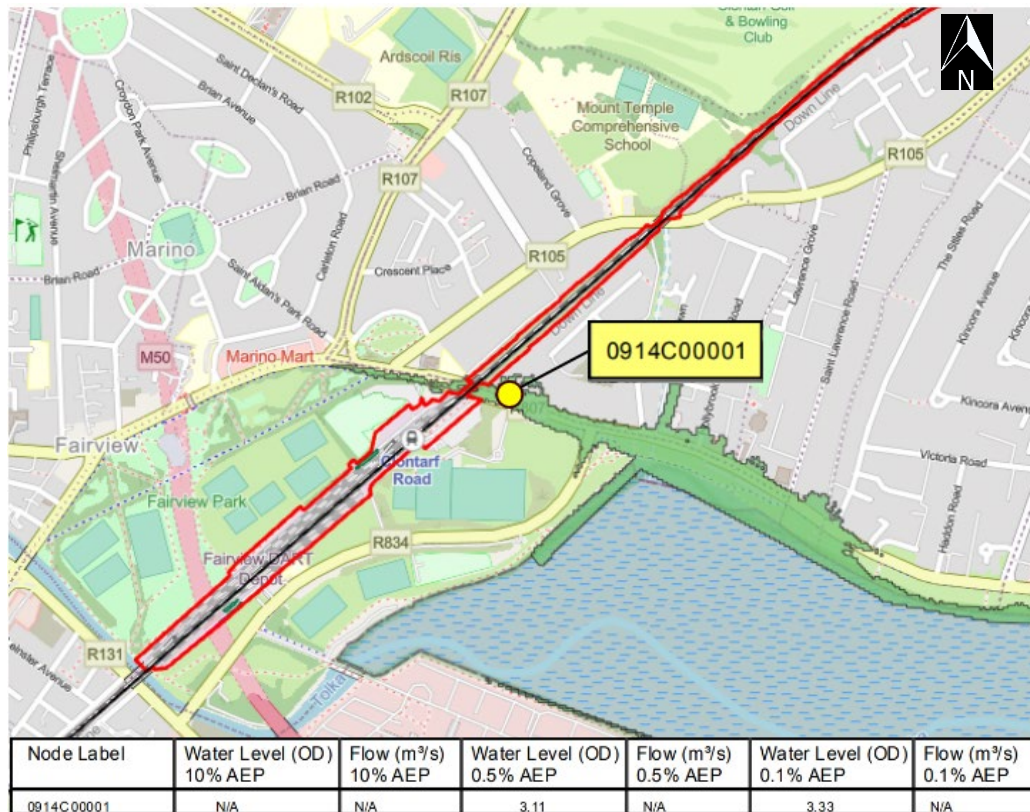 Clontarf Golf
& Bowling
Club
N
Ardscoil Ris
R102
R107
Saint Declan's Road
Brian Avenue
Philipsburgh Terrace
Croydon Park Avenue
Shelmartin Avenue
Mount Temple
Comprehensive
School
Down Line
R105
R107
Copeland Grove
Brian Road
Carleton Road
Marino
Brian Road
Saint Aidan's Park Road
Crescent Place
R105
Down Line
Lawrence Grove
The Stiles Road
Kincora Avenue
Saint Lawrence Road
M50
Marino Mart
0914C00001
Fairview
Clontarf
Road
Kincora Avenue
Victoria Road
Haddon Road
Fairview Park
R834
Fairview DART
Depot
R131
Tolka
Node Label
Water Level (OD)
10% AEP
Flow (m³/s)
10% AEP
Water Level (OD)
0.5% AEP
Flow (m³/s)
0.5% AEP
Water Level (OD)
0.1% AEP
Flow (m³/s)
0.1% AEP
0914C00001 N/A N/A 3.11 N/A 3.33 N/A